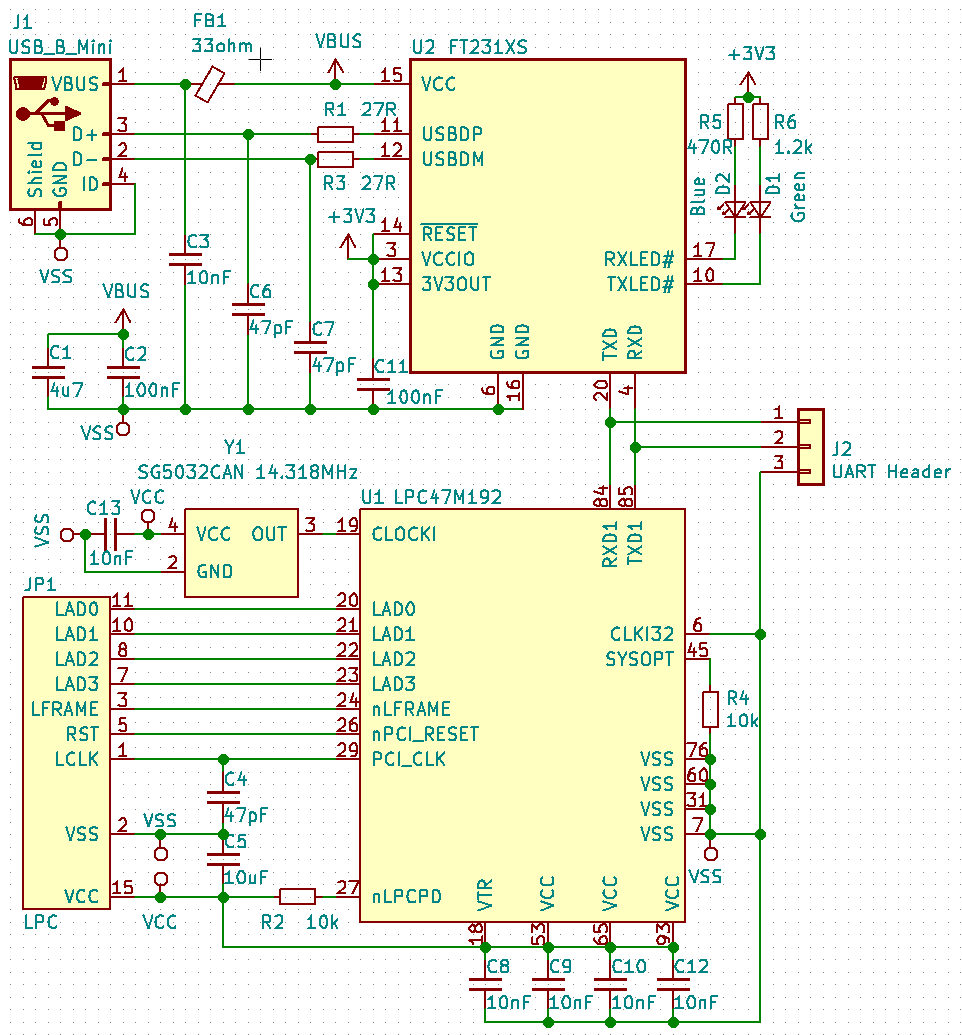 J1
USB_B_Mini
VBUS 1
D+ 3
D- 2
ID 4
Shield
GND
6
5
VSS
FB1
33ohm
VBUS
R1 27R
R3 27R
+3V3
U2 FT231XS
15 VCC
11 USBDP
12 USBDM
14 RESET
3 VCCIO
13 3V3OUT
GND
GND
6
16
TXD
RXD
20
4
RXLED# 17
TXLED# 10
+3V3
R5
470R
R6
1.2k
Blue
D2
D1
Green
C3
10nF
C6
47pF
C7
47pF
C11
100nF
VBUS
C1
4u7
C2
100nF
VSS
1
2
3
J2
UART Header
Y1
SG5032CAN 14.318MHz
VSS
C13
10nF
VCC
4 VCC
OUT 3
2 GND
U1 LPC47M192
19 CLOCKI
20 LAD0
21 LAD1
22 LAD2
23 LAD3
24 nLFRAME
26 nPCI_RESET
29 PCI_CLK
27 nLPCPD
84
85
RXD1
TXD1
CLKI32 6
SYSOPT 45
VSS 76
VSS 60
VSS 31
VSS 7
VTR
VCC
VCC
VCC
18
53
65
93
R4
10k
VSS
JP1
LAD0 11
LAD1 10
LAD2 8
LAD3 7
LFRAME 3
RST 5
LCLK 1
VSS 2
VCC 15
LPC
VSS
VCC
C4
47pF
C5
10uF
R2 10k
C8
10nF
C9
10nF
C10
10nF
C12
10nF